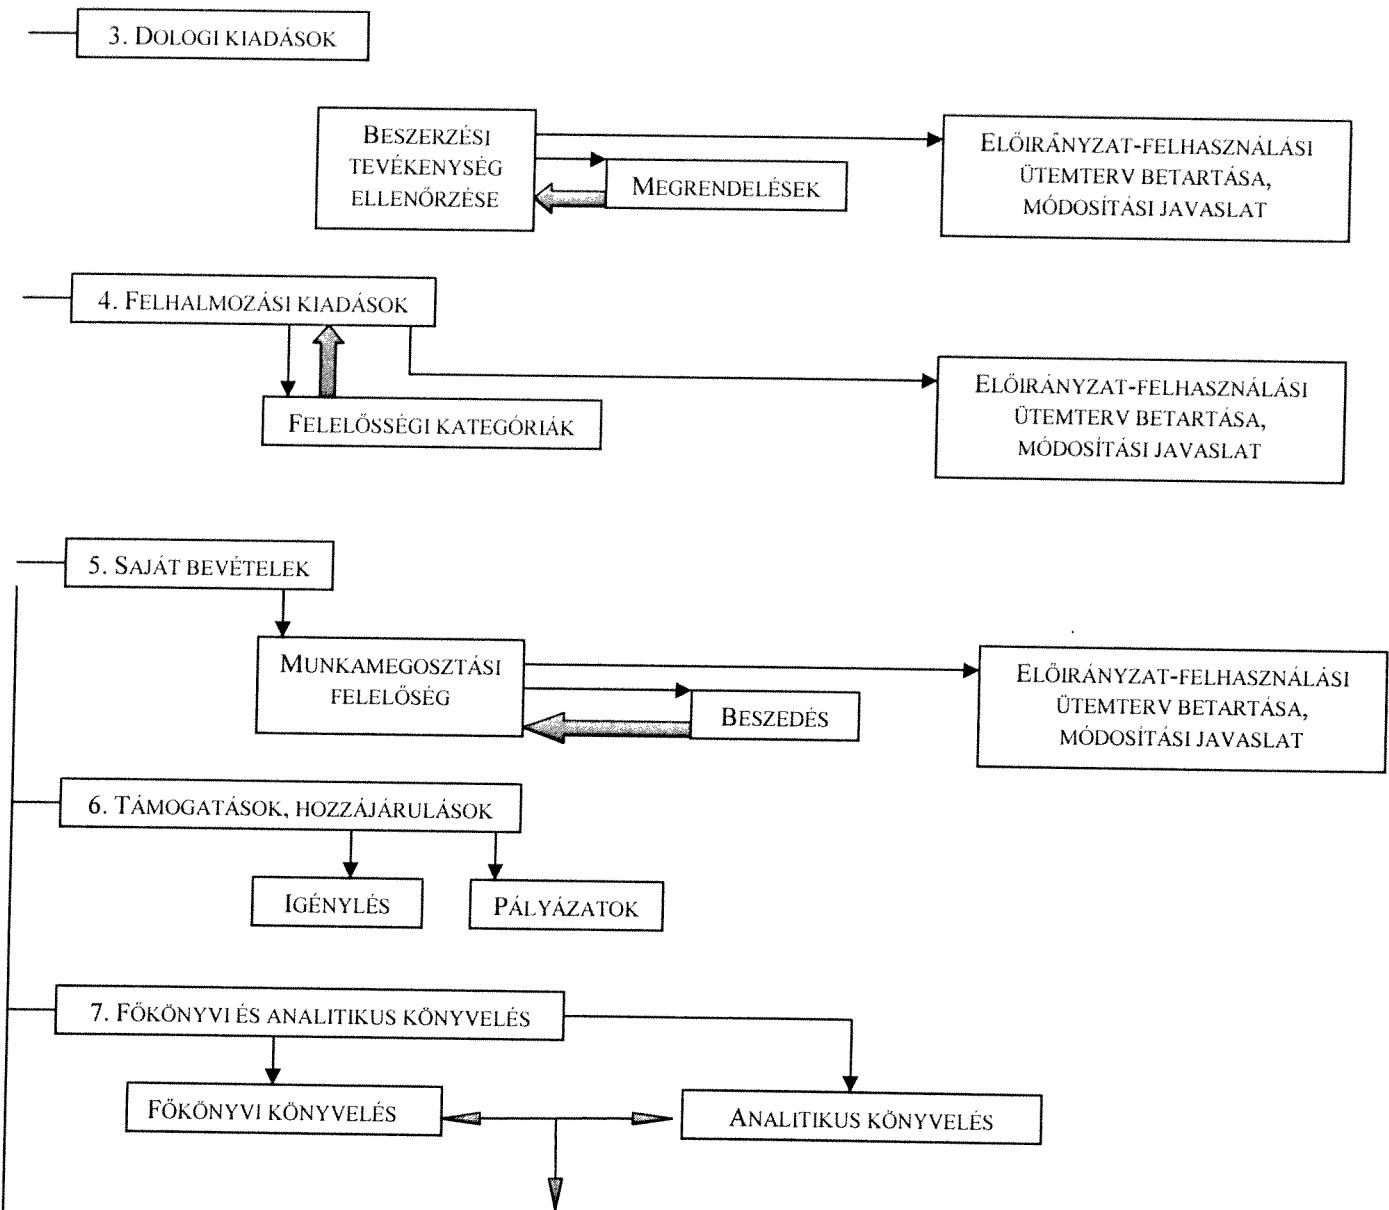 3. DOLOGI KIADÁSOK
BESZERZÉSI
TEVÉKENYSÉG
ELLENŐRZÉSE
MEGRENDELÉSEK
ELŐIRÁNYZAT-FELHASZNÁLÁSI
ÜTEMTERV BETARTÁSA,
MÓDOSÍTÁSI JAVASLAT
4. FELHALMOZÁSI KIADÁSOK
FELELŐSSÉGI KATEGÓRIÁK
ELŐIRÁNYZAT-FELHASZNÁLÁSI
ÜTEMTERV BETARTÁSA,
MÓDOSÍTÁSI JAVASLAT
5. SAJÁT BEVÉTELEK
MUNKAMEGOSZTÁSI
FELELŐSÉG
BESZEDÉS
ELŐIRÁNYZAT-FELHASZNÁLÁSI
ÜTEMTERV BETARTÁSA,
MÓDOSÍTÁSI JAVASLAT
6. TÁMOGATÁSOK, HOZZÁJÁRULÁSOK
IGÉNYLÉS
PÁLYÁZATOK
7. FŐKÖNYVI ÉS ANALITIKUS KÖNYVELÉS
FŐKÖNYVI KÖNYVELÉS
ANALITIKUS KÖNYVELÉS